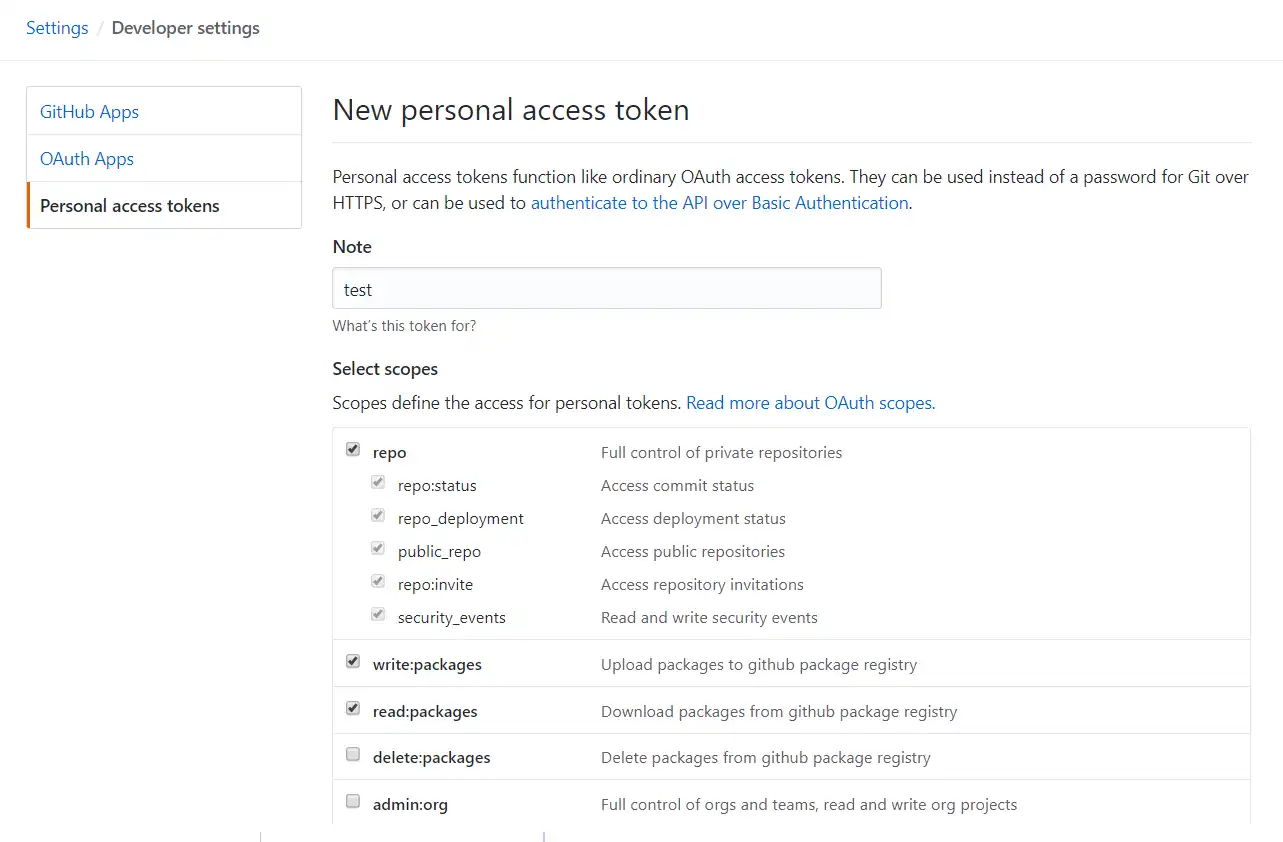 Settings / Developer settings
GitHub Apps
OAuth Apps
Personal access tokens
New personal access token
Personal access tokens function like ordinary OAuth access tokens. They can be used instead of a password for Git over
HTTPS, or can be used to authenticate to the API over Basic Authentication.
Note
test
What's this token for?
Select scopes
Scopes define the access for personal tokens. Read more about OAuth scopes.
repo Full control of private repositories
repo:status Access commit status
repo_deployment Access deployment status
public_repo Access public repositories
repo:invite Access repository invitations
security_events Read and write security events
write:packages Upload packages to github package registry
read:packages Download packages from github package registry
delete:packages Delete packages from github package registry
admin:org Full control of orgs and teams, read and write org projects